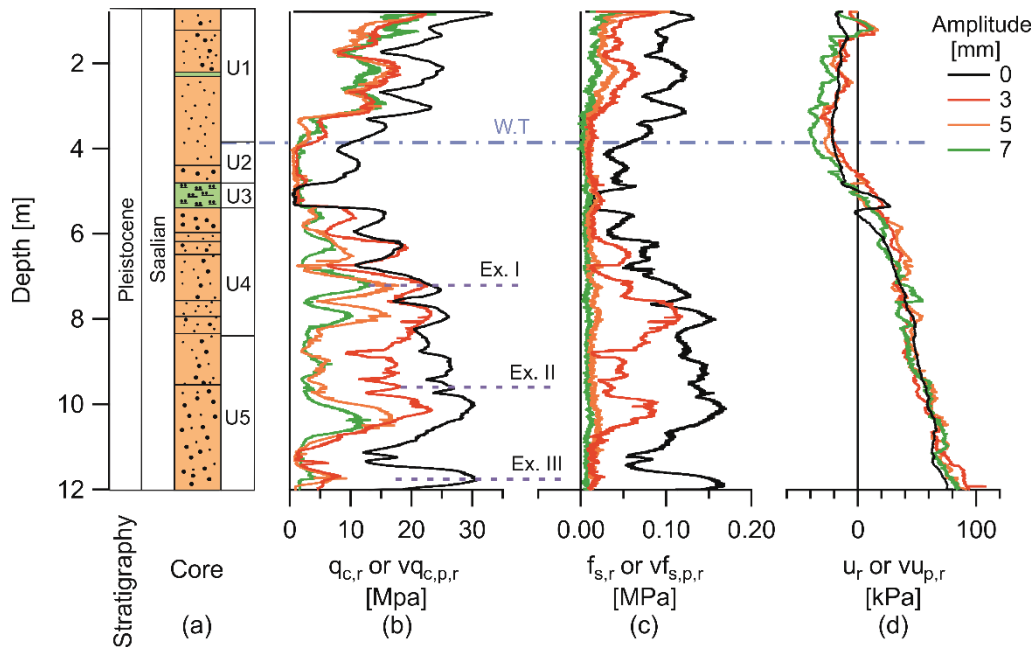 Amplitude
[mm]
0
3
5
7
Depth [m]
2
4
6
8
10
12
Pleistocene
Saalian
U1
U2
U3
U4
U5
W.T
Ex. I
Ex. II
Ex. III
0 10 20 30
0.00 0.10 0.20
0 100
Stratigraphy
Core
(a)
q_c,r or vq_c,p,r
[Mpa]
(b)
f_s,r or vf_s,p,r
[MPa]
(c)
u_r or vu_p,r
[kPa]
(d)